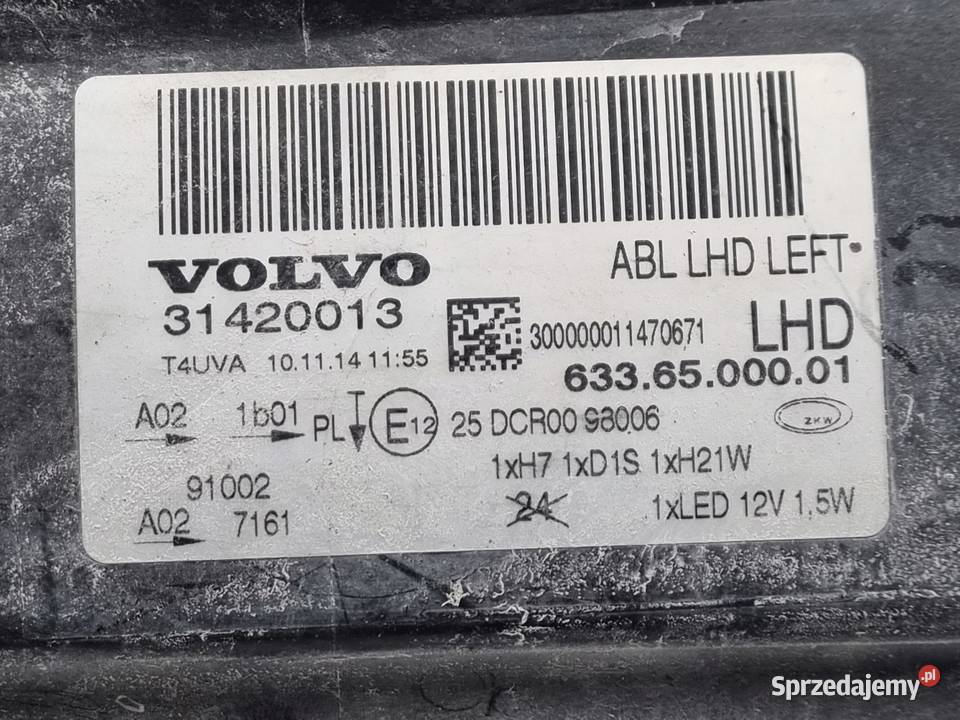 VOLVO
ABL LHD LEFT
31420013
300000011470671
LHD
T4UVA 10.11.14 11:55
633.65.000.01
A02 1b01 PL E12 25 DCR00 98006
ZKW
1xH7 1xD1S 1xH21W
91002
24 1xLED 12V 1,5W
A02 7161
Sprzedajemy.pl